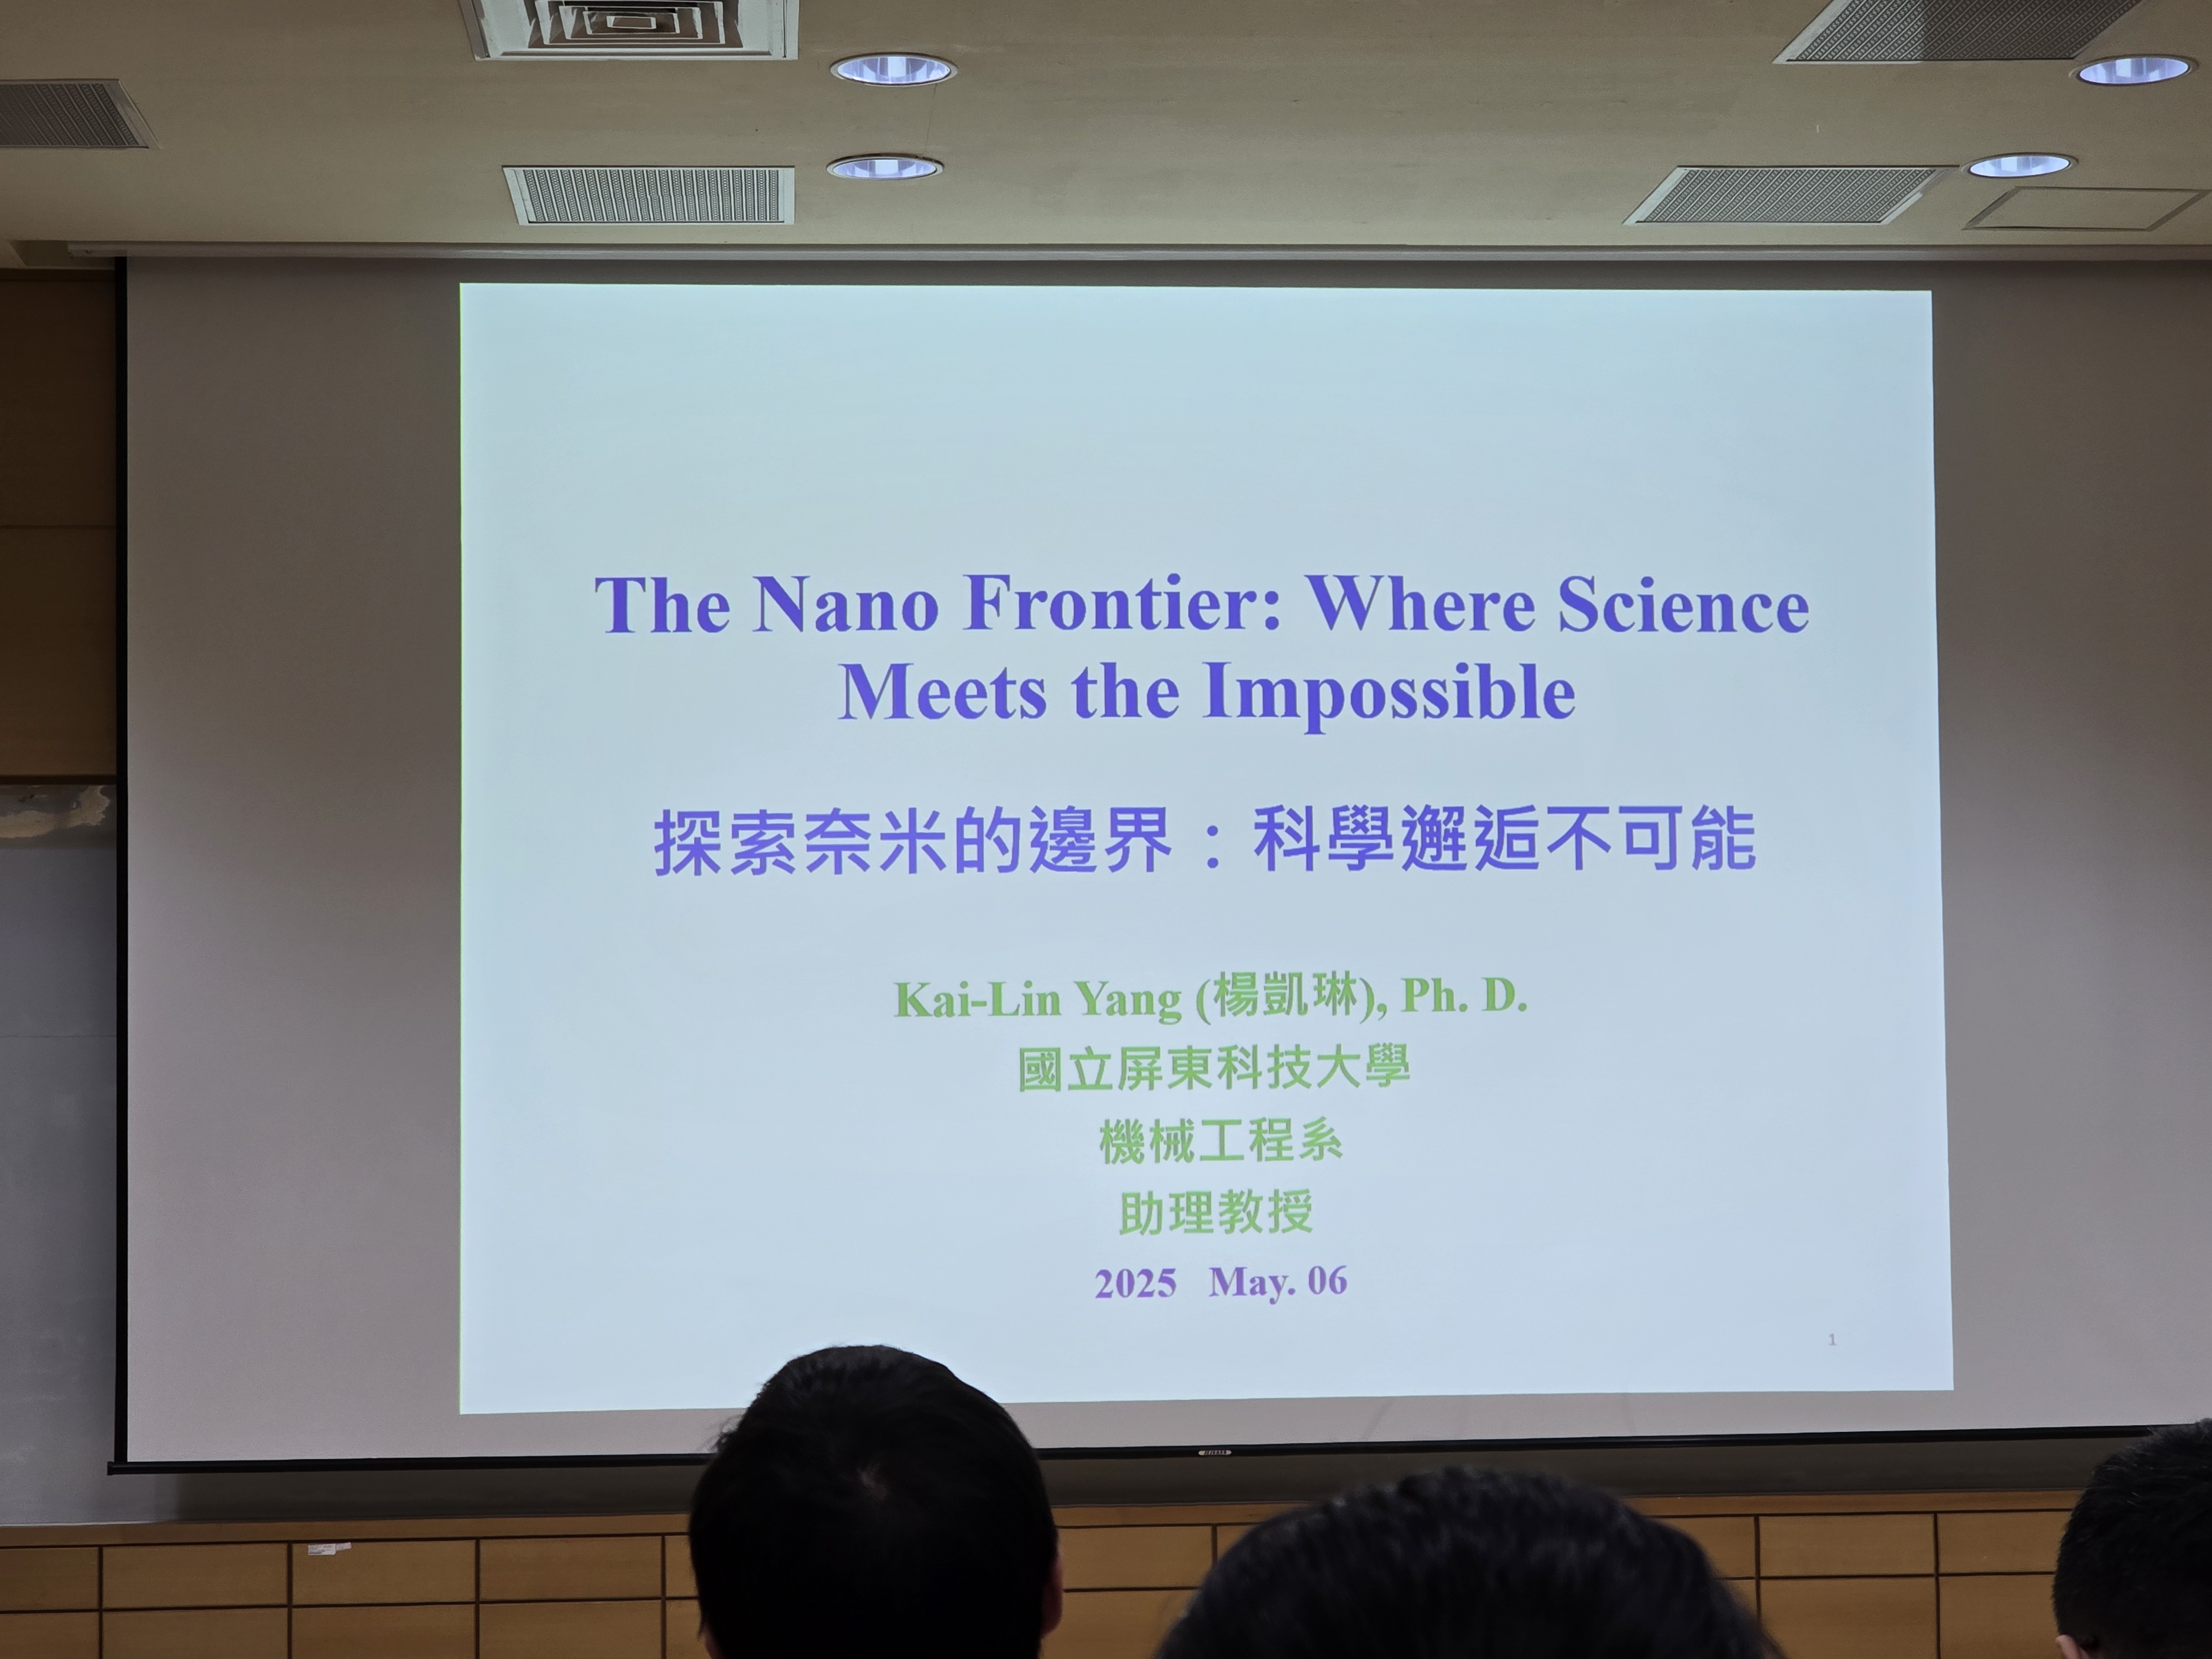 The Nano Frontier: Where Science
Meets the Impossible
探索奈米的邊界：科學邂逅不可能
Kai-Lin Yang (楊凱琳), Ph. D.
國立屏東科技大學
機械工程系
助理教授
2025 May. 06
1